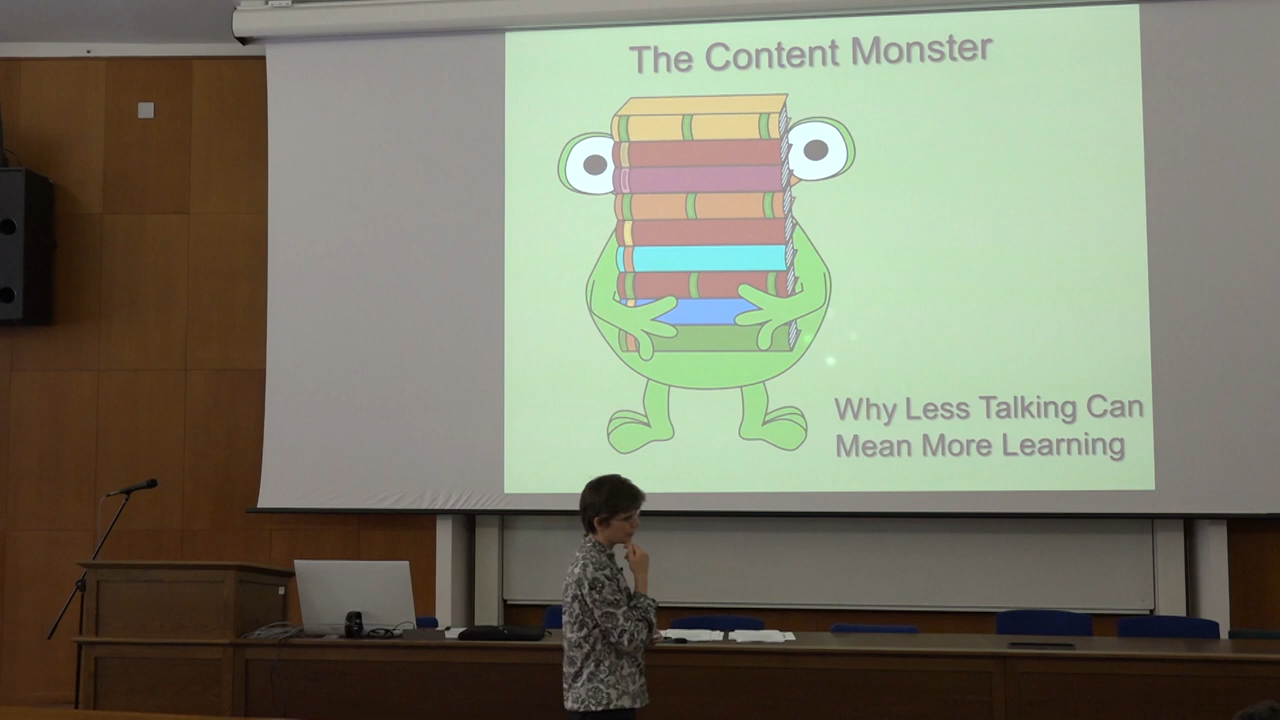 The Content Monster
Why Less Talking Can
Mean More Learning